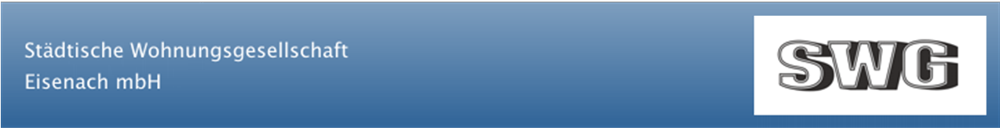 Städtische Wohnungsgesellschaft
Eisenach mbH
SWG